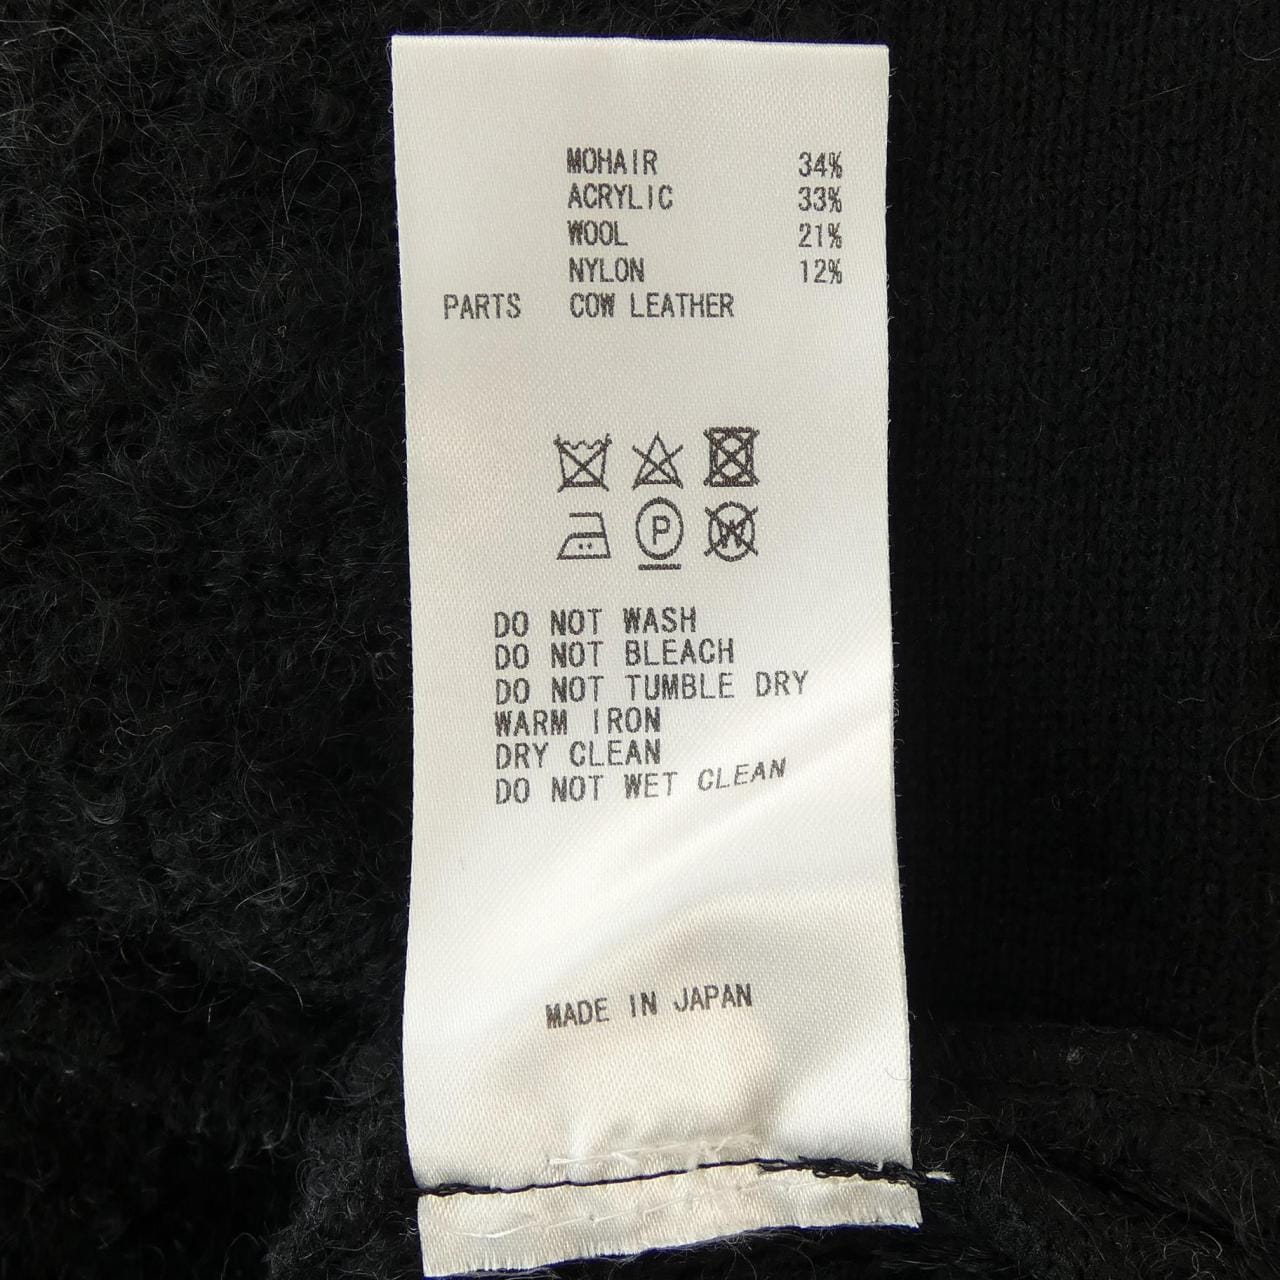 MOHAIR 34%
ACRYLIC 33%
WOOL 21%
NYLON 12%
PARTS COW LEATHER
P W
DO NOT WASH
DO NOT BLEACH
DO NOT TUMBLE DRY
WARM IRON
DRY CLEAN
DO NOT WET CLEAN
MADE IN JAPAN